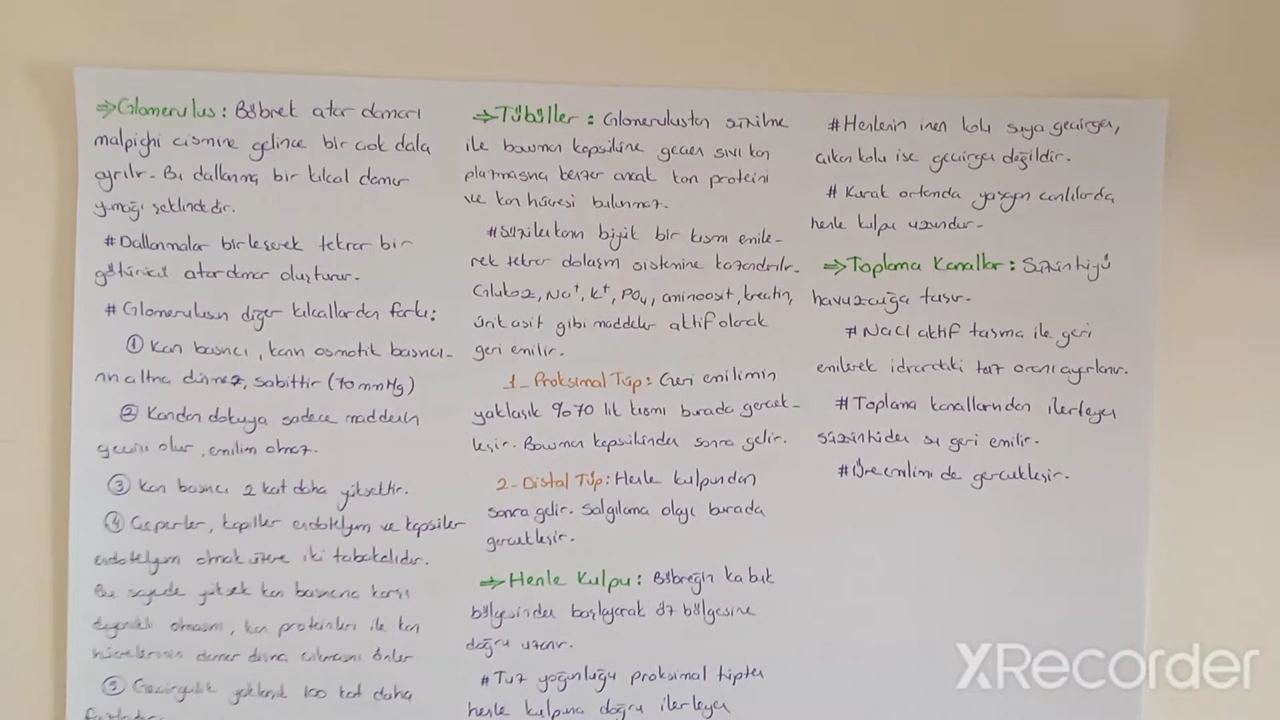 ⇒Glomerulus: Böbrek atar damarı
malpighi cismine gelince bir çok dala
ayrılır. Bu dallanma bir kılcal damar
yumağı şeklindedir.
#Dallanmalar birleşerek tekrar bir
götürücü atardamar oluşturur.
#Glomerulusun diğer kılcallardan farkı:
① Kan basıncı, kanın osmotik basıncı-
nın altına düşmez, sabittir (70 mmHg)
② Kandan dokuya sadece maddenin
geçişi olur, emilim olmaz.
③ Kan basıncı 2 kat daha yüksektir.
④ Çeperler, kapiller endotelyum ve kapsüler
endotelyum olmak üzere iki tabakalıdır.
Bu sayede yüksek kan basıncına karşı
dayanıklı olmasını, kan proteinleri ile kan
hücrelerinin damar dışına çıkmasını önler
⑤ Geçirgenlik yaklaşık 100 kat daha
fazladır.
⇒Tübüller: Glomerulustan süzülme
ile bowman kapsülüne geçen sıvı kan
plazmasına benzer ancak kan proteini
ve kan hücresi bulunmaz.
#Süzülenlerin büyük bir kısmı emile-
rek tekrar dolaşım sistemine kazandırılır.
Glukoz, Na⁺, K⁺, PO₄, aminoasit, kreatin,
ürik asit gibi maddeler aktif olarak
geri emilir.
1- Proksimal Tüp: Geri emilimin
yaklaşık %70 lik kısmı burada gerçek-
leşir. Bowman kapsülünden sonra gelir.
2- Distal Tüp: Henle kulpundan
sonra gelir. Salgılama olayı burada
gerçekleşir.
⇒Henle Kulpu: Böbreğin kabuk
bölgesinden başlayarak öz bölgesine
doğru uzanır.
#Tuz yoğunluğu proksimal tüpten
henle kulpuna doğru ilerleyen
#Henlenin inen kolu suya geçirgen,
çıkan kolu ise geçirgen değildir.
#Kurak ortamda yaşayan canlılarda
henle kulpu uzundur.
⇒Toplama Kanalları: Süzüntüyü
havuzcuğa taşır.
#NaCl aktif taşıma ile geri
emilerek idrardaki tuz oranı ayarlanır.
#Toplama kanallarından ilerleyen
süzüntüden su geri emilir.
#Üre emilimi de gerçekleşir.
XRecorder